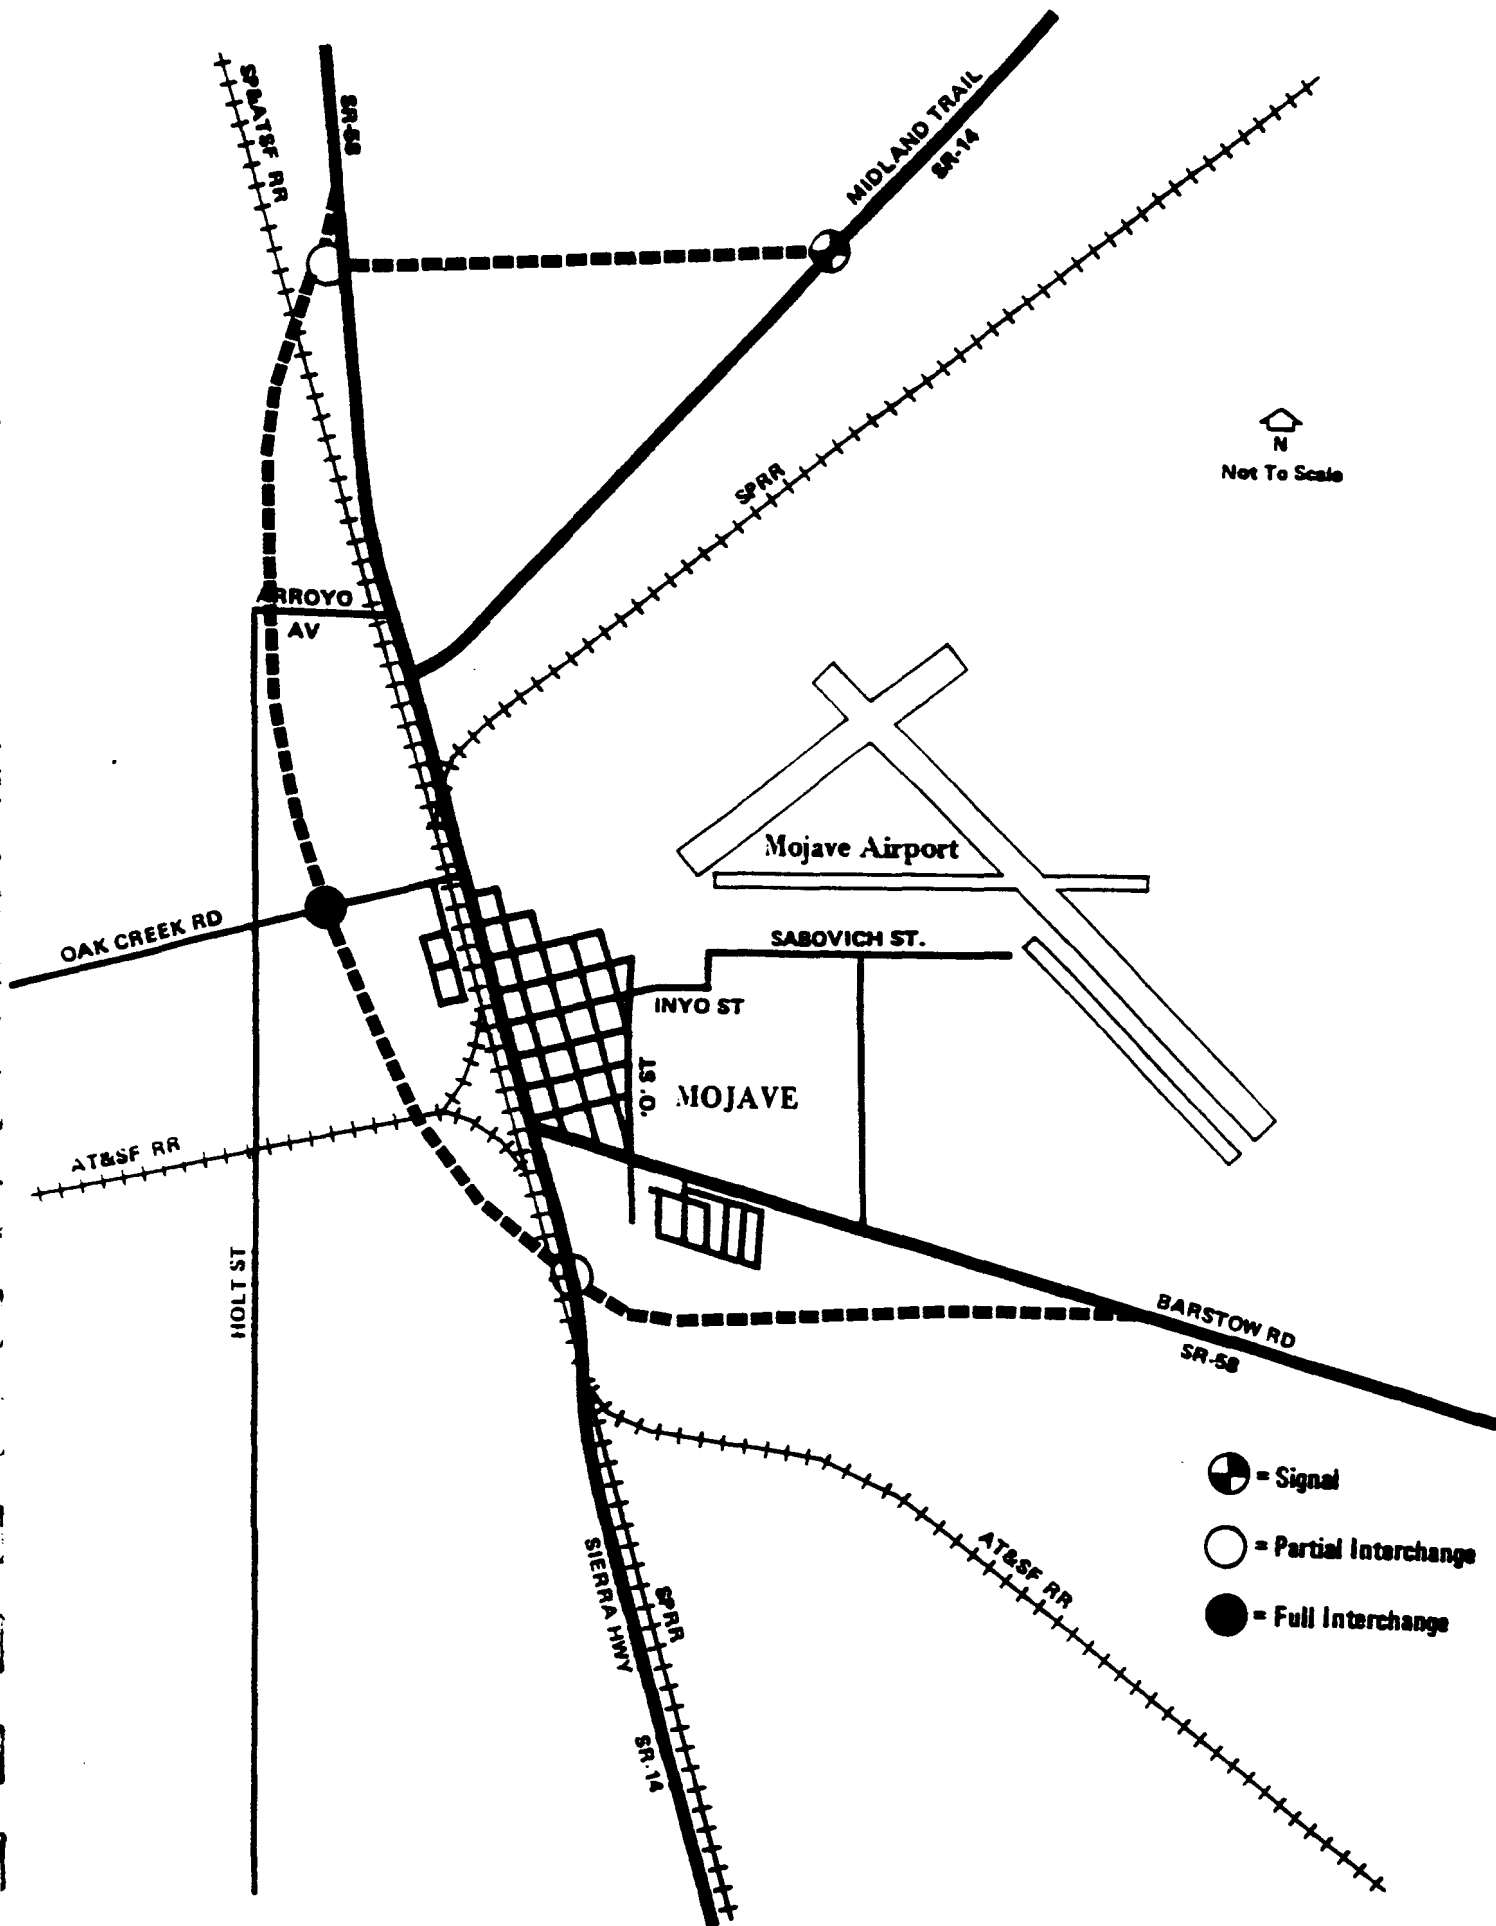 SP&ATSF RR
SR-58
MIDLAND TRAIL
SR-14
SPRR
N
Not To Scale
ARROYO
AV
Mojave Airport
OAK CREEK RD
SABOVICH ST.
INYO ST
'O' ST
MOJAVE
AT&SF RR
HOLT ST
BARSTOW RD
SR-58
= Signal
= Partial Interchange
= Full Interchange
AT&SF RR
SIERRA HWY
SPRR
SR-14